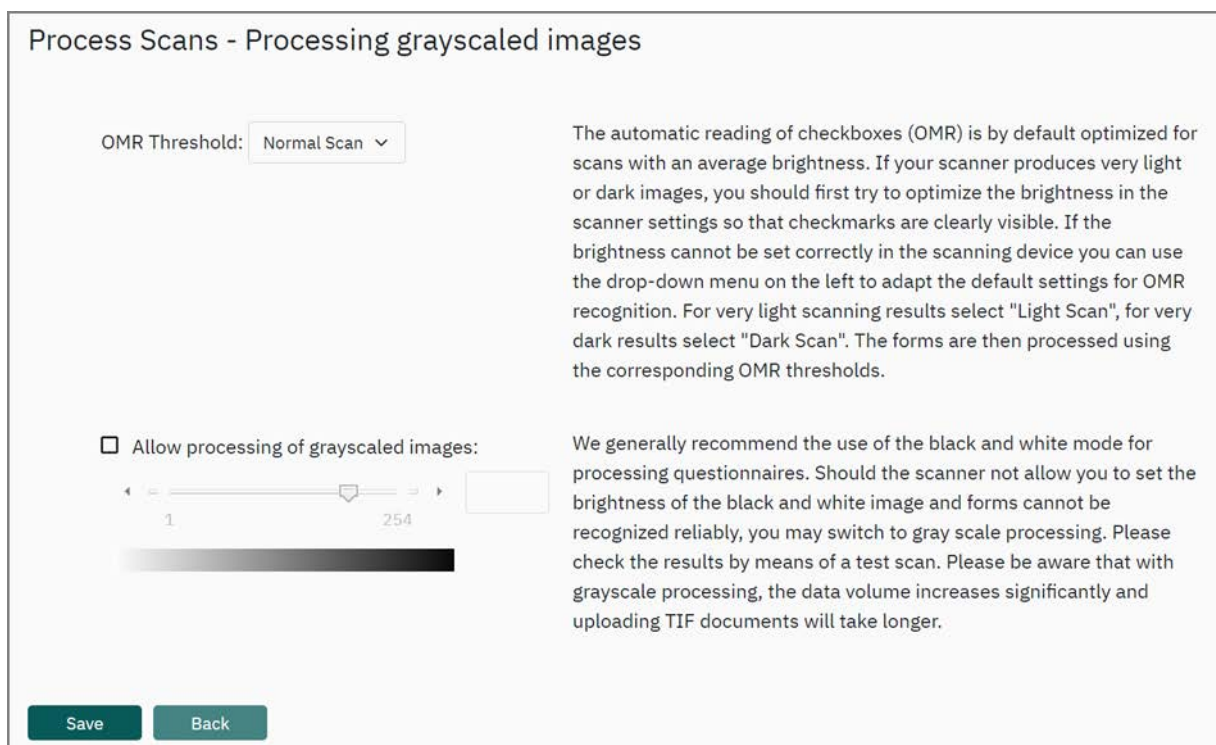 Process Scans - Processing grayscaled images
OMR Threshold: Normal Scan
The automatic reading of checkboxes (OMR) is by default optimized for
scans with an average brightness. If your scanner produces very light
or dark images, you should first try to optimize the brightness in the
scanner settings so that checkmarks are clearly visible. If the
brightness cannot be set correctly in the scanning device you can use
the drop-down menu on the left to adapt the default settings for OMR
recognition. For very light scanning results select "Light Scan", for very
dark results select "Dark Scan". The forms are then processed using
the corresponding OMR thresholds.
Allow processing of grayscaled images:
1 254
We generally recommend the use of the black and white mode for
processing questionnaires. Should the scanner not allow you to set the
brightness of the black and white image and forms cannot be
recognized reliably, you may switch to gray scale processing. Please
check the results by means of a test scan. Please be aware that with
grayscale processing, the data volume increases significantly and
uploading TIF documents will take longer.
Save Back